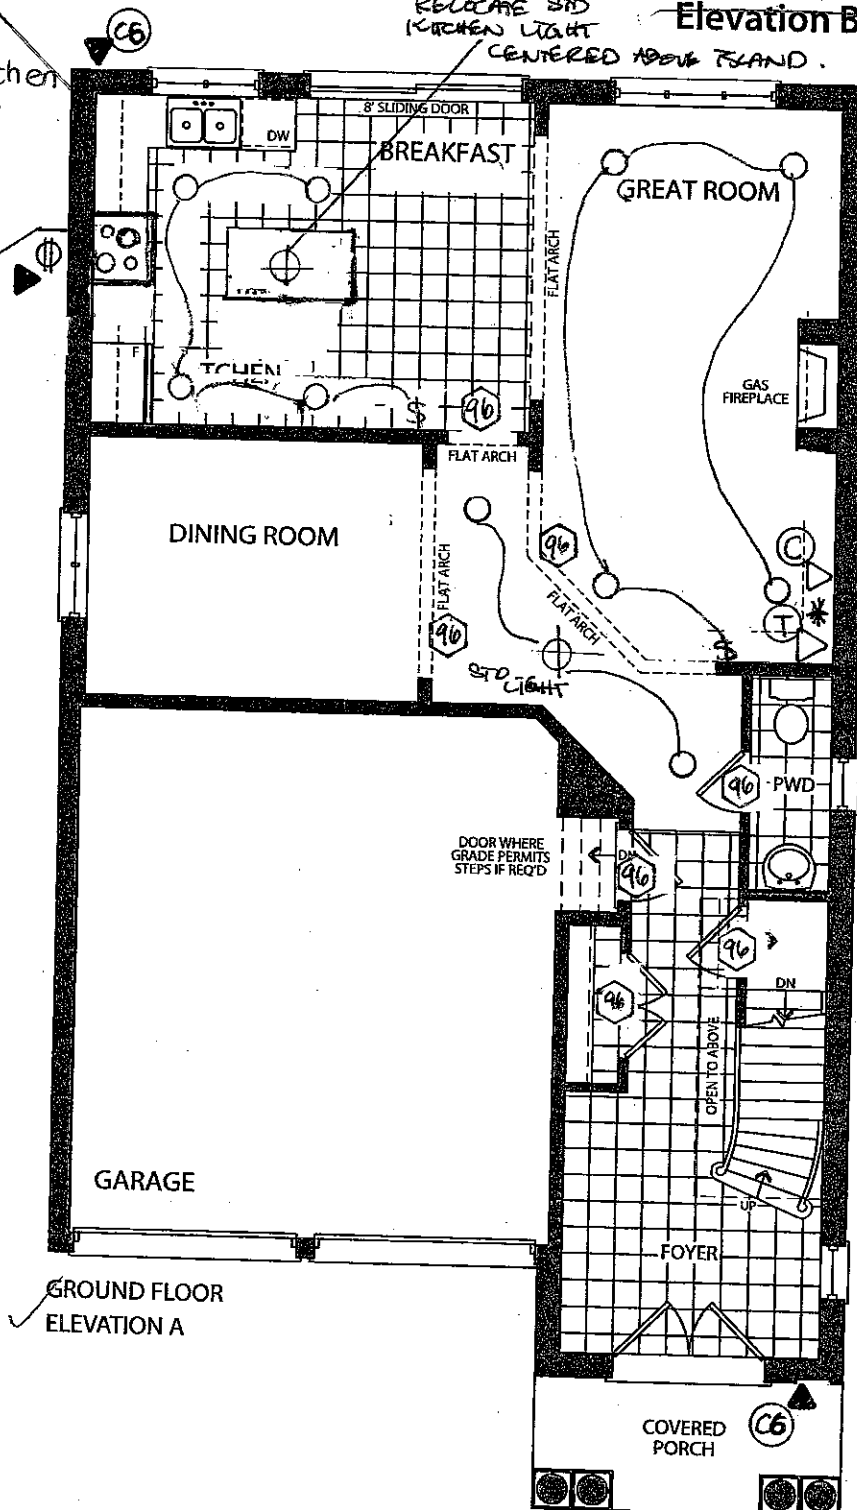 RELOCATE STD
KITCHEN LIGHT
CENTERED ABOVE ISLAND.
Elevation B
C6
chen
8' SLIDING DOOR
DW
BREAKFAST
GREAT ROOM
FLAT ARCH
F
TCHEN
$
96
GAS
FIREPLACE
FLAT ARCH
DINING ROOM
FLAT ARCH
96
96
FLAT ARCH
C
T
*
$
STD
LIGHT
96
PWD
DOOR WHERE
GRADE PERMITS
STEPS IF REQ'D
DN
96
96
DN
96
OPEN TO ABOVE
UP
GARAGE
FOYER
GROUND FLOOR
ELEVATION A
COVERED
PORCH
C6